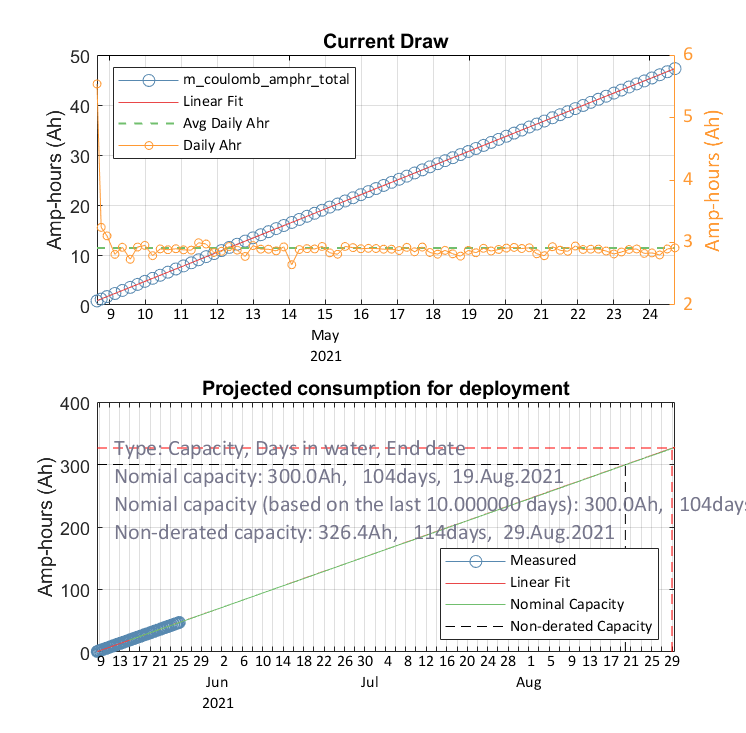 Current Draw
50
40
30
20
10
0
Amp-hours (Ah)
6
5
4
3
2
Amp-hours (Ah)
m_coulomb_amphr_total
Linear Fit
Avg Daily Ahr
Daily Ahr
9 10 11 12 13 14 15 16 17 18 19 20 21 22 23 24
May
2021
Projected consumption for deployment
400
300
200
100
0
Amp-hours (Ah)
Type: Capacity, Days in water, End date
Nomial capacity: 300.0Ah, 104days, 19.Aug.2021
Nomial capacity (based on the last 10.000000 days): 300.0Ah, 104days
Non-derated capacity: 326.4Ah, 114days, 29.Aug.2021
Measured
Linear Fit
Nominal Capacity
Non-derated Capacity
9 13 17 21 25 29 2 6 10 14 18 22 26 30 4 8 12 16 20 24 28 1 5 9 13 17 21 25 29
Jun Jul Aug
2021